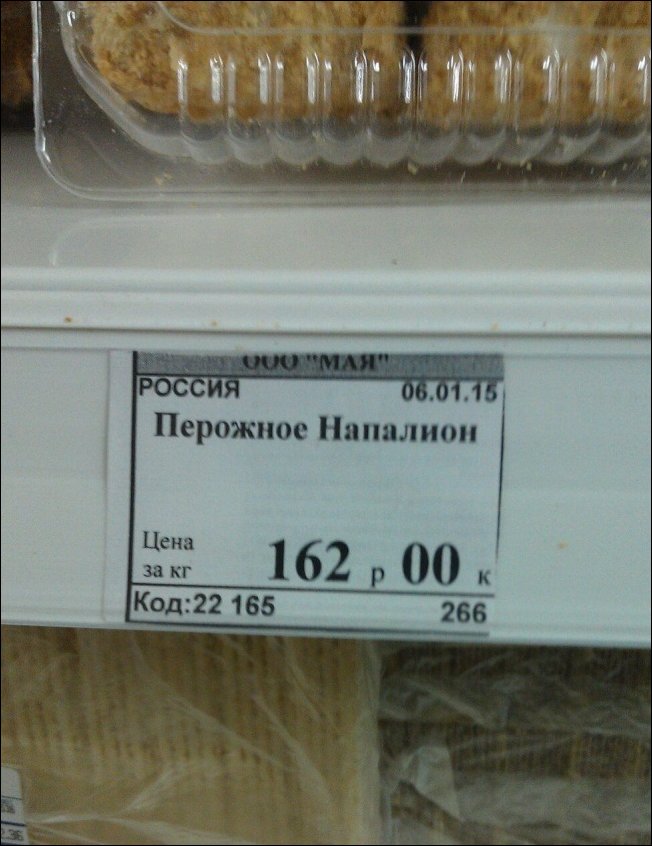 ООО "МАЯ"
РОССИЯ 06.01.15
Перожное Напалион
Цена
за кг 162 р 00 к
Код:22 165 266